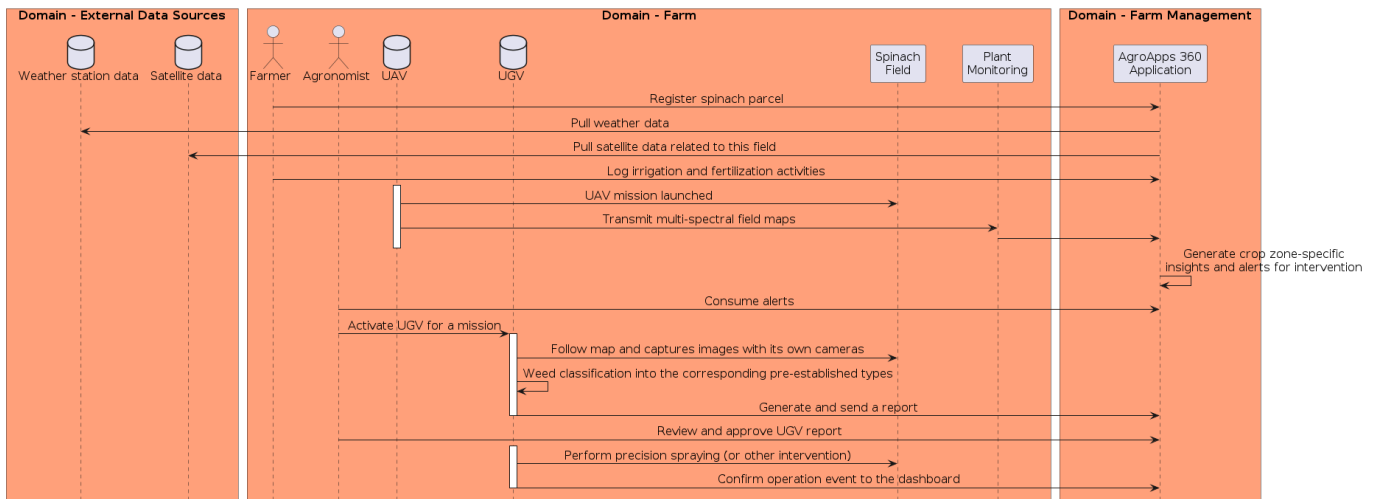 Domain - External Data Sources
Domain - Farm
Domain - Farm Management
Weather station data
Satellite data
Farmer
Agronomist
UAV
UGV
Spinach
Field
Plant
Monitoring
AgroApps 360
Application
Register spinach parcel
Pull weather data
Pull satellite data related to this field
Log irrigation and fertilization activities
UAV mission launched
Transmit multi-spectral field maps
Generate crop zone-specific
insights and alerts for intervention
Consume alerts
Activate UGV for a mission
Follow map and captures images with its own cameras
Weed classification into the corresponding pre-established types
Generate and send a report
Review and approve UGV report
Perform precision spraying (or other intervention)
Confirm operation event to the dashboard